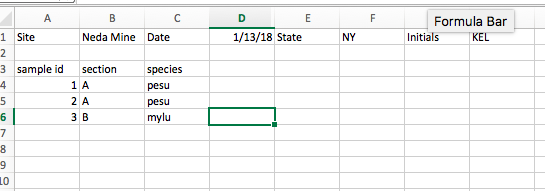 A B C D E F
Formula Bar
1 Site Neda Mine Date 1/13/18 State NY Initials KEL
2
3 sample id section species
4 1 A pesu
5 2 A pesu
6 3 B mylu
7
8
9
10